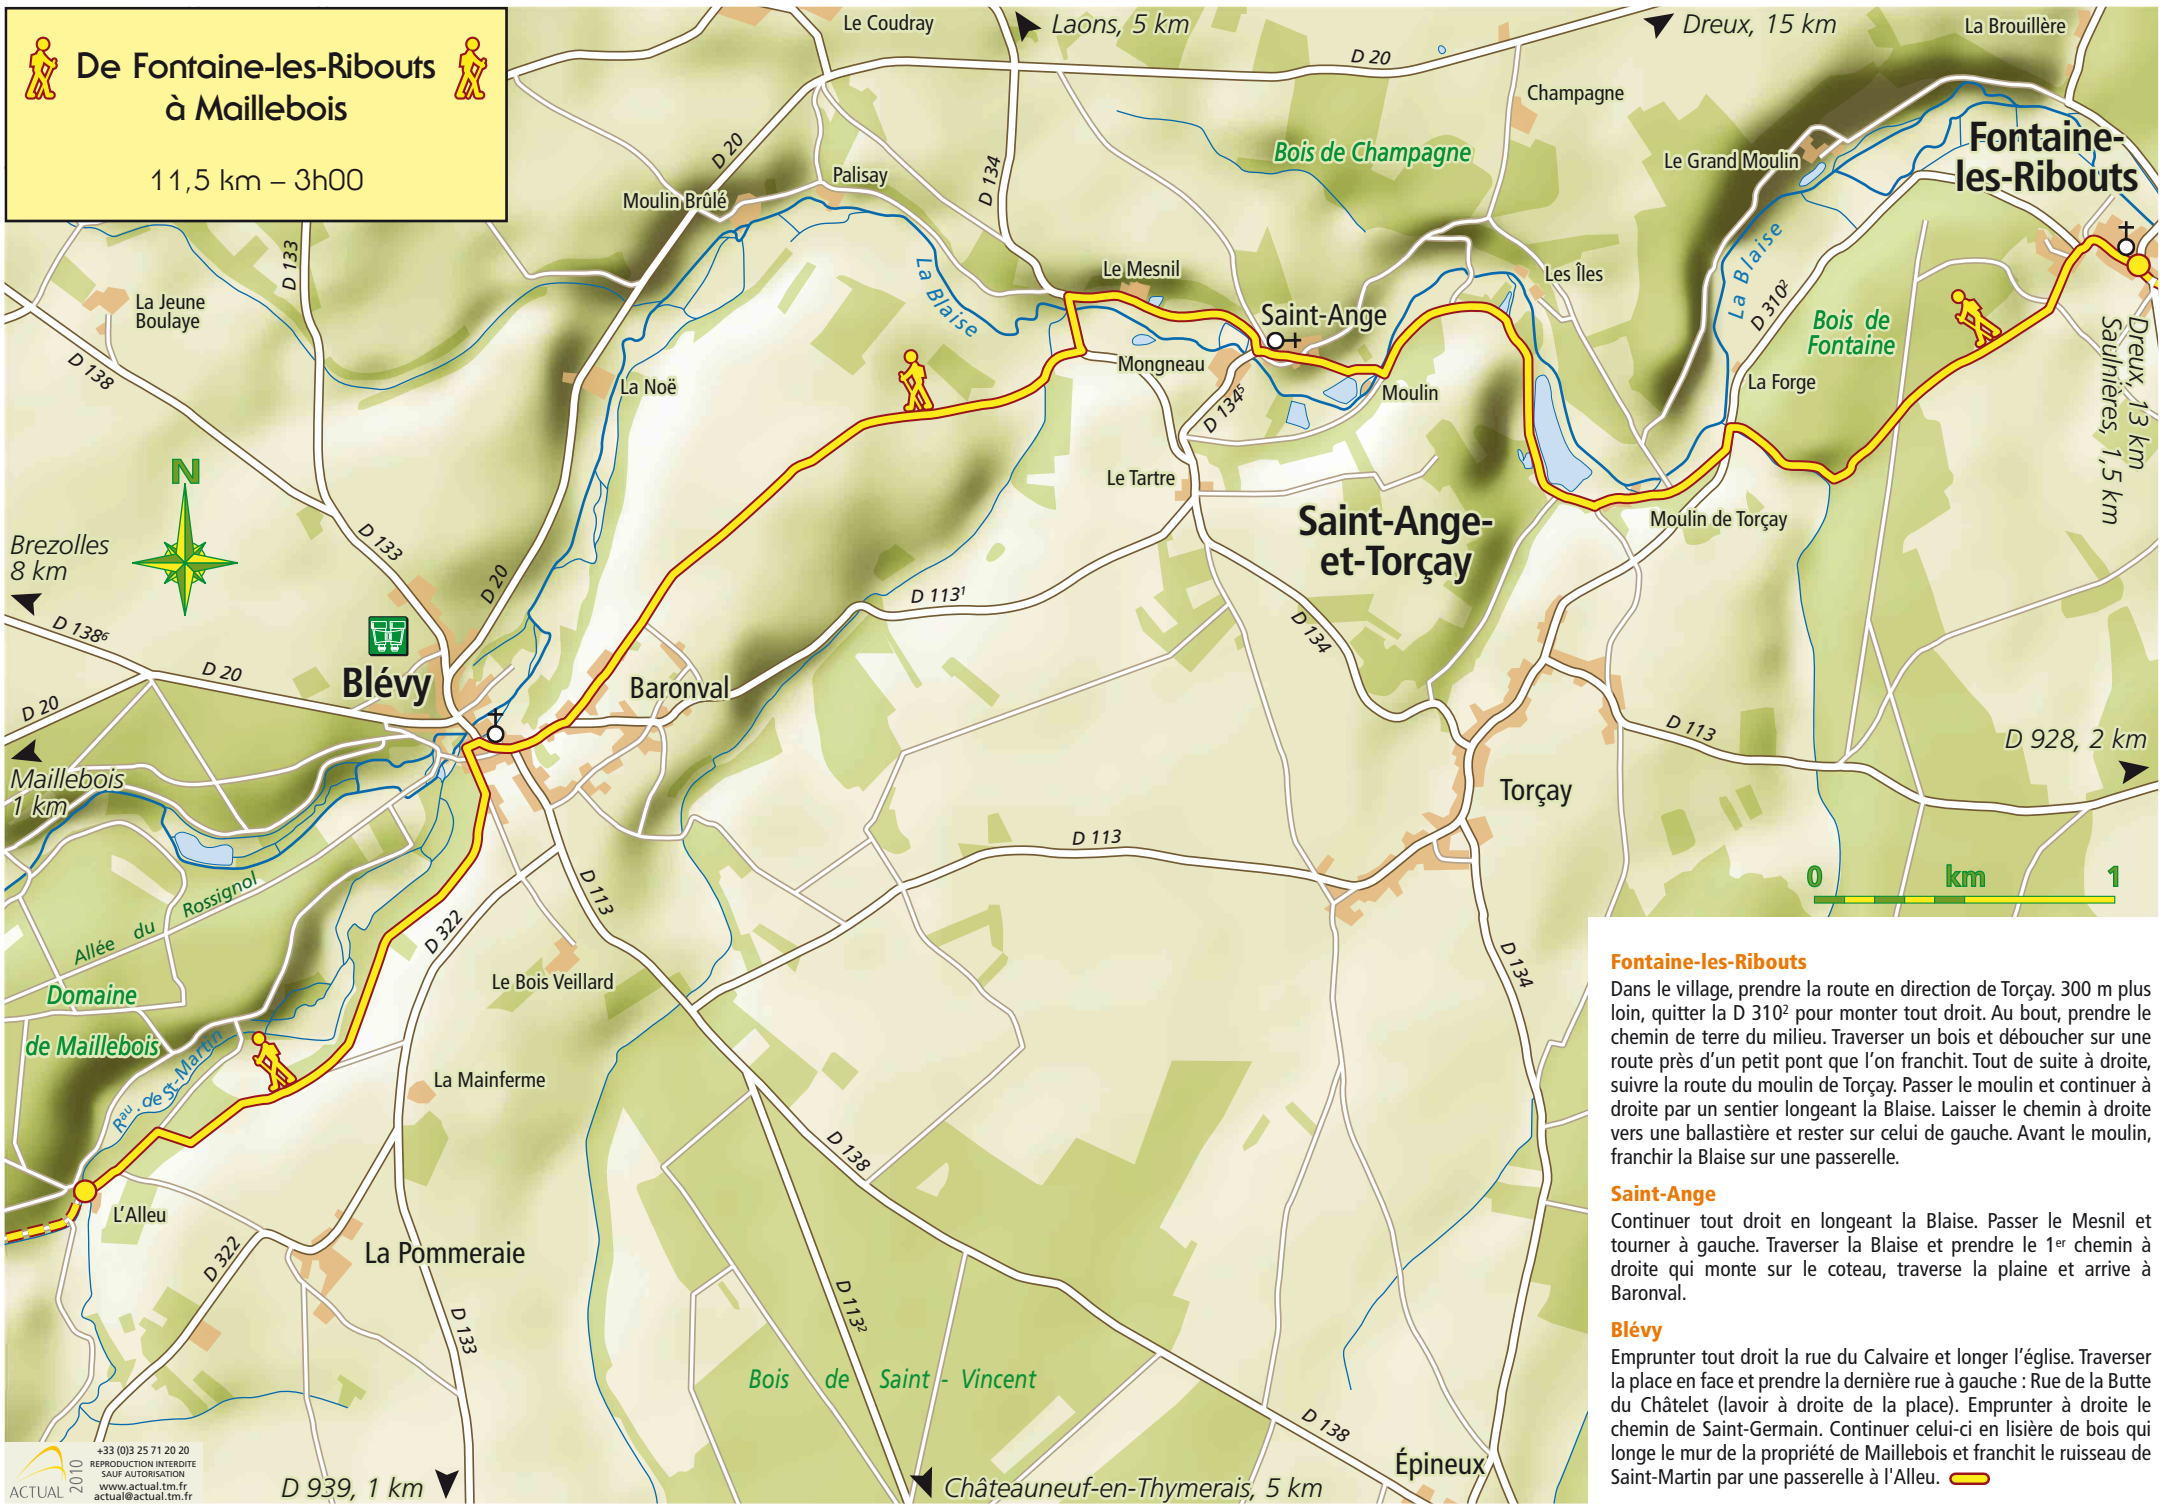 De Fontaine-les-Ribouts
à Maillebois
11,5 km – 3h00
Le Coudray
Laons, 5 km
Dreux, 15 km
La Brouillère
D 20
Champagne
Bois de Champagne
Le Grand Moulin
Fontaine-
les-Ribouts
D 20
D 134
Palisay
Moulin Brûlé
D 133
La Blaise
Le Mesnil
Saint-Ange
Les Îles
La Blaise
D 310²
Bois de
Fontaine
Dreux, 13 km
Saulnières, 1,5 km
La Jeune
Boulaye
D 138
La Noë
Mongneau
D 134⁵
Moulin
La Forge
Le Tartre
Saint-Ange-
et-Torçay
Moulin de Torçay
N
Brezolles
8 km
D 133
D 20
D 113¹
D 134
D 138⁶
D 20
D 20
Blévy
Baronval
D 113
D 928, 2 km
Maillebois
1 km
Torçay
D 113
0 km 1
Allée du Rossignol
D 322
D 113
Le Bois Veillard
D 134
Domaine
de Maillebois
Rau. de St-Martin
La Mainferme
D 138
L'Alleu
D 322
La Pommeraie
D 133
D 113²
Bois de Saint - Vincent
D 138
Épineux
D 939, 1 km
Châteauneuf-en-Thymerais, 5 km
Fontaine-les-Ribouts
Dans le village, prendre la route en direction de Torçay. 300 m plus
loin, quitter la D 310² pour monter tout droit. Au bout, prendre le
chemin de terre du milieu. Traverser un bois et déboucher sur une
route près d'un petit pont que l'on franchit. Tout de suite à droite,
suivre la route du moulin de Torçay. Passer le moulin et continuer à
droite par un sentier longeant la Blaise. Laisser le chemin à droite
vers une ballastière et rester sur celui de gauche. Avant le moulin,
franchir la Blaise sur une passerelle.
Saint-Ange
Continuer tout droit en longeant la Blaise. Passer le Mesnil et
tourner à gauche. Traverser la Blaise et prendre le 1er chemin à
droite qui monte sur le coteau, traverse la plaine et arrive à
Baronval.
Blévy
Emprunter tout droit la rue du Calvaire et longer l'église. Traverser
la place en face et prendre la dernière rue à gauche : Rue de la Butte
du Châtelet (lavoir à droite de la place). Emprunter à droite le
chemin de Saint-Germain. Continuer celui-ci en lisière de bois qui
longe le mur de la propriété de Maillebois et franchit le ruisseau de
Saint-Martin par une passerelle à l'Alleu.
ACTUAL
2010
+33 (0)3 25 71 20 20
REPRODUCTION INTERDITE
SAUF AUTORISATION
www.actual.tm.fr
actual@actual.tm.fr